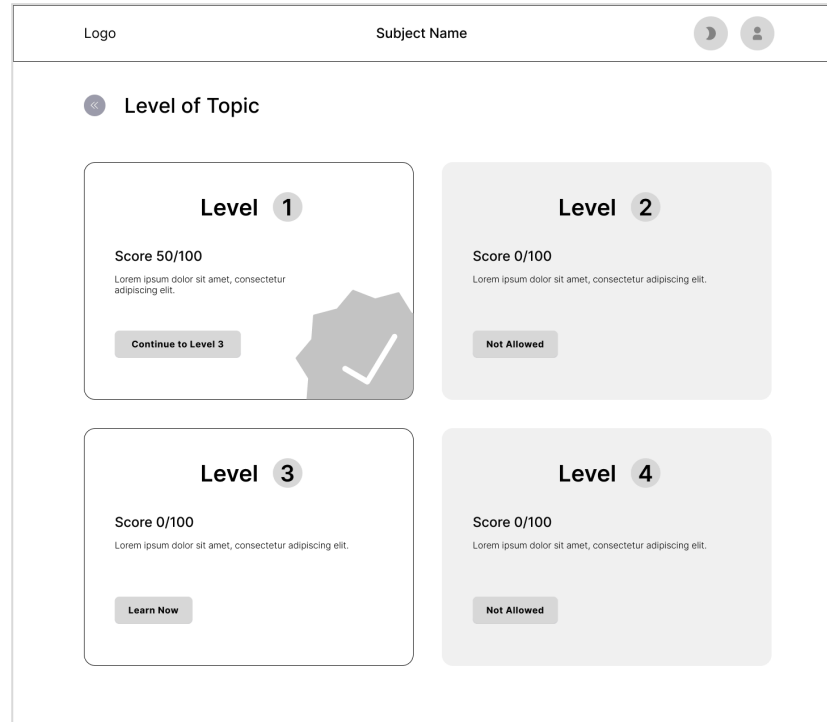 Logo
Subject Name
Level of Topic
Level 1
Score 50/100
Lorem ipsum dolor sit amet, consectetur
adipiscing elit.
Continue to Level 3
Level 2
Score 0/100
Lorem ipsum dolor sit amet, consectetur adipiscing elit.
Not Allowed
Level 3
Score 0/100
Lorem ipsum dolor sit amet, consectetur adipiscing elit.
Learn Now
Level 4
Score 0/100
Lorem ipsum dolor sit amet, consectetur adipiscing elit.
Not Allowed